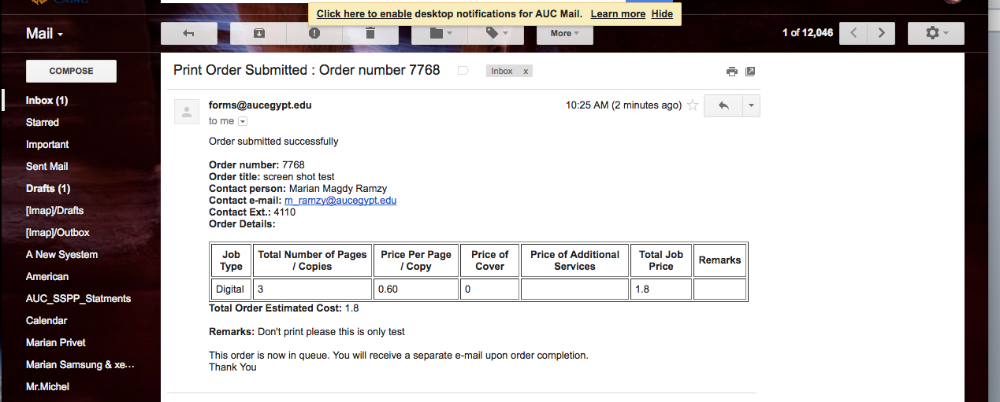 CAIRO
Click here to enable desktop notifications for AUC Mail. Learn more Hide
Mail
More
1 of 12,046
COMPOSE
Inbox (1)
Starred
Important
Sent Mail
Drafts (1)
[Imap]/Drafts
[Imap]/Outbox
A New Syestem
American
AUC_SSPP_Statments
Calendar
Marian Privet
Marian Samsung & xe...
Mr.Michel
Print Order Submitted : Order number 7768
Inbox x
forms@aucegypt.edu
10:25 AM (2 minutes ago)
to me
Order submitted successfully
Order number: 7768
Order title: screen shot test
Contact person: Marian Magdy Ramzy
Contact e-mail: m_ramzy@aucegypt.edu
Contact Ext.: 4110
Order Details:
Job Type Total Number of Pages / Copies Price Per Page / Copy Price of Cover Price of Additional Services Total Job Price Remarks
Digital 3 0.60 0 1.8
Total Order Estimated Cost: 1.8
Remarks: Don't print please this is only test
This order is now in queue. You will receive a separate e-mail upon order completion.
Thank You